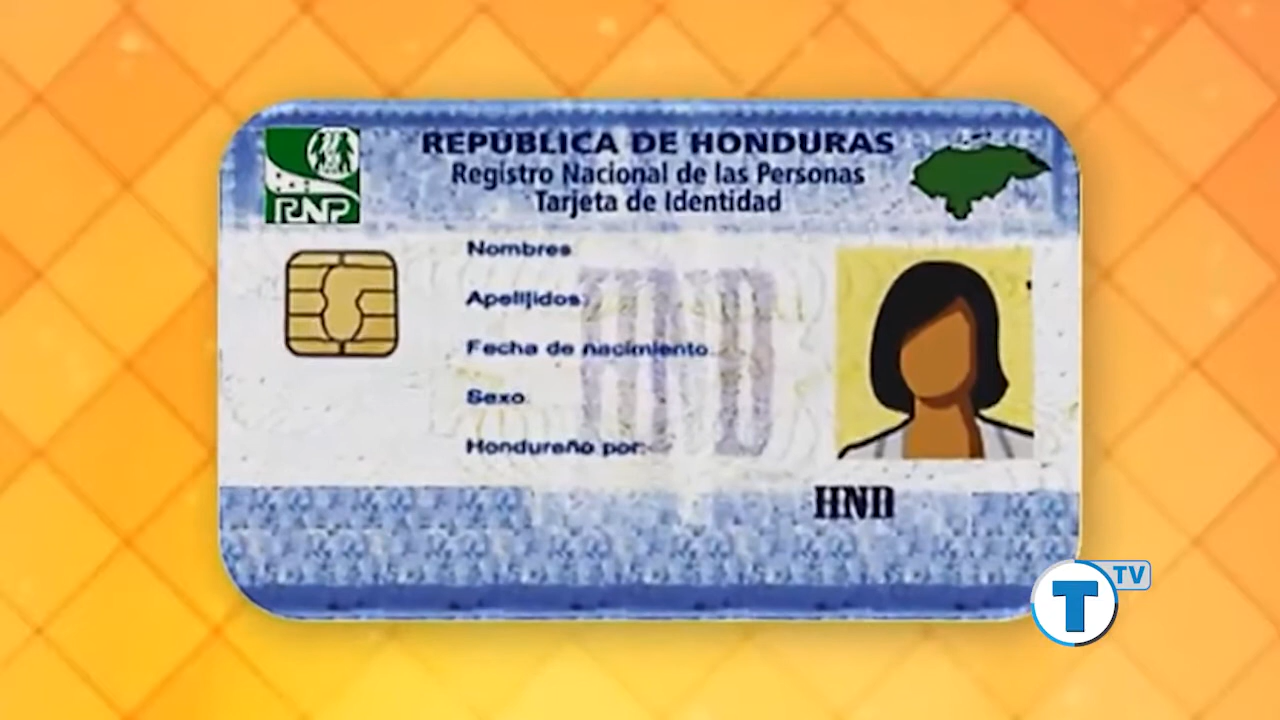 REPÚBLICA DE HONDURAS
Registro Nacional de las Personas
Tarjeta de Identidad
RNP
Nombres
Apellidos
Fecha de nacimiento
Sexo
Hondureño por:
HND
HND
T TV